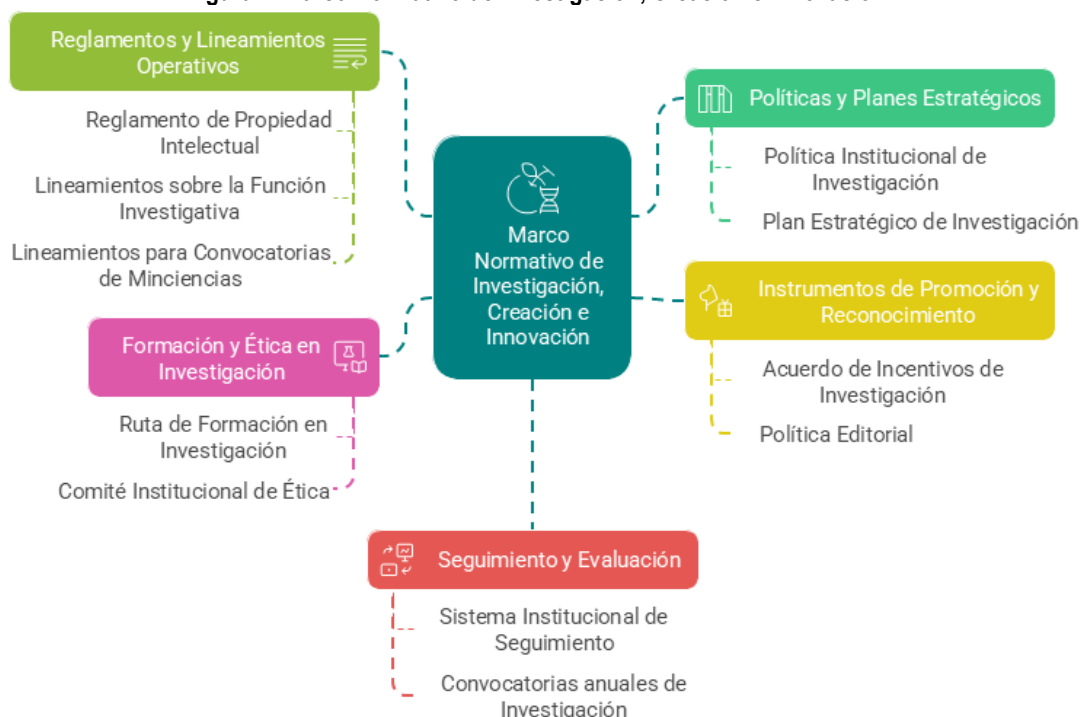 Reglamentos y Lineamientos
Operativos
Reglamento de Propiedad
Intelectual
Lineamientos sobre la Función
Investigativa
Lineamientos para Convocatorias
de Minciencias
Formación y Ética en
Investigación
Ruta de Formación en
Investigación
Comité Institucional de Ética
Marco
Normativo de
Investigación,
Creación e
Innovación
Políticas y Planes Estratégicos
Política Institucional de
Investigación
Plan Estratégico de Investigación
Instrumentos de Promoción y
Reconocimiento
Acuerdo de Incentivos de
Investigación
Política Editorial
Seguimiento y Evaluación
Sistema Institucional de
Seguimiento
Convocatorias anuales de
Investigación